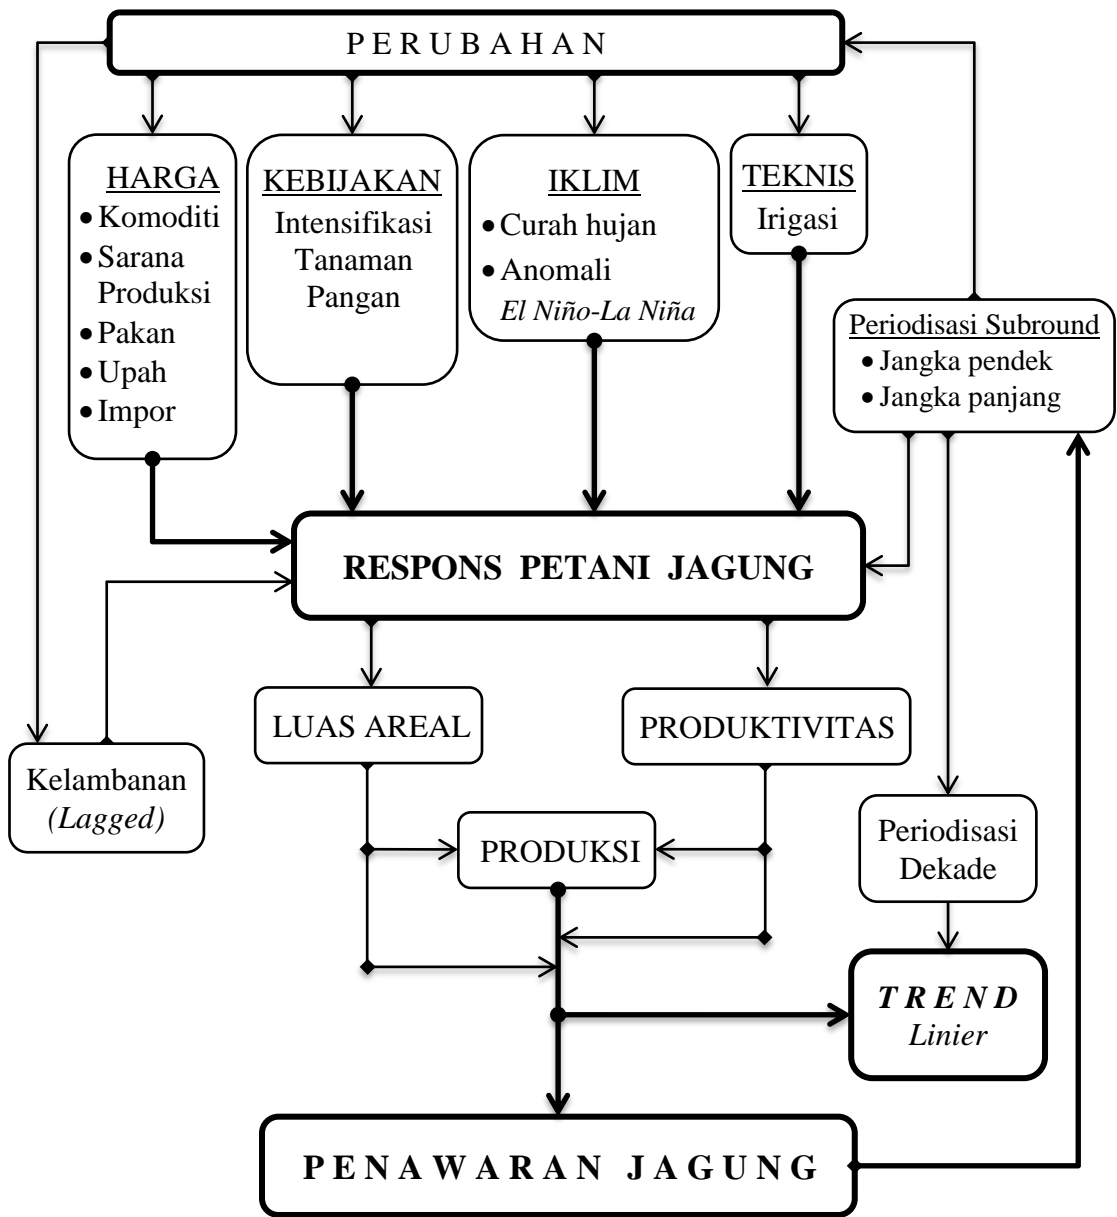 P E R U B A H A N
HARGA
• Komoditi
• Sarana
Produksi
• Pakan
• Upah
• Impor
KEBIJAKAN
Intensifikasi
Tanaman
Pangan
IKLIM
• Curah hujan
• Anomali
El Niño-La Niña
TEKNIS
Irigasi
Periodisasi Subround
• Jangka pendek
• Jangka panjang
RESPONS PETANI JAGUNG
LUAS AREAL
PRODUKTIVITAS
Kelambanan
(Lagged)
PRODUKSI
Periodisasi
Dekade
T R E N D
Linier
P E N A W A R A N J A G U N G